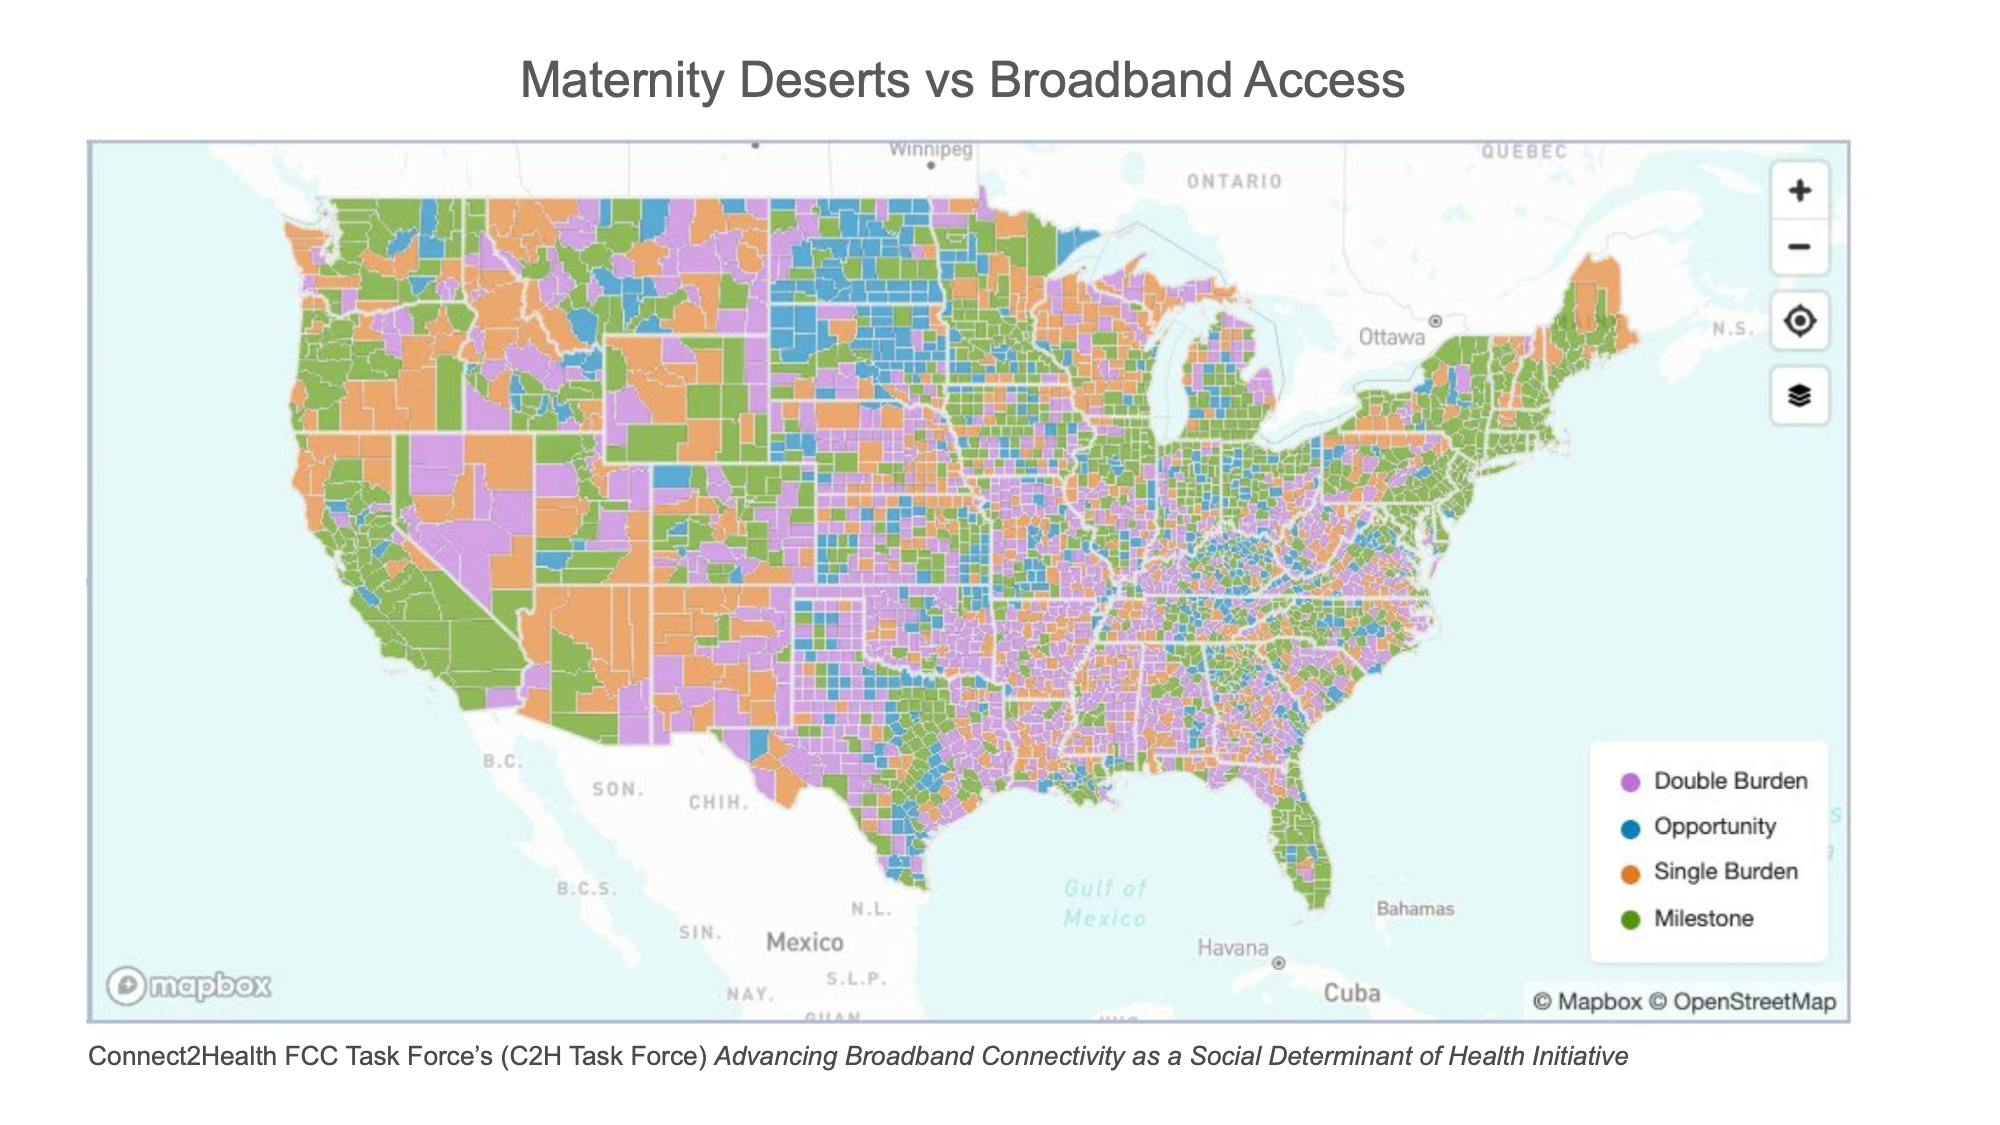 Maternity Deserts vs Broadband Access
Winnipeg
QUEBEC
ONTARIO
Ottawa
N.S.
B.C.
SON.
CHIH.
Double Burden
Opportunity
Single Burden
Milestone
B.C.S.
N.L.
Gulf of
Mexico
Bahamas
SIN.
Mexico
Havana
S.L.P.
NAY.
Cuba
mapbox
© Mapbox © OpenStreetMap
Connect2Health FCC Task Force’s (C2H Task Force) Advancing Broadband Connectivity as a Social Determinant of Health Initiative